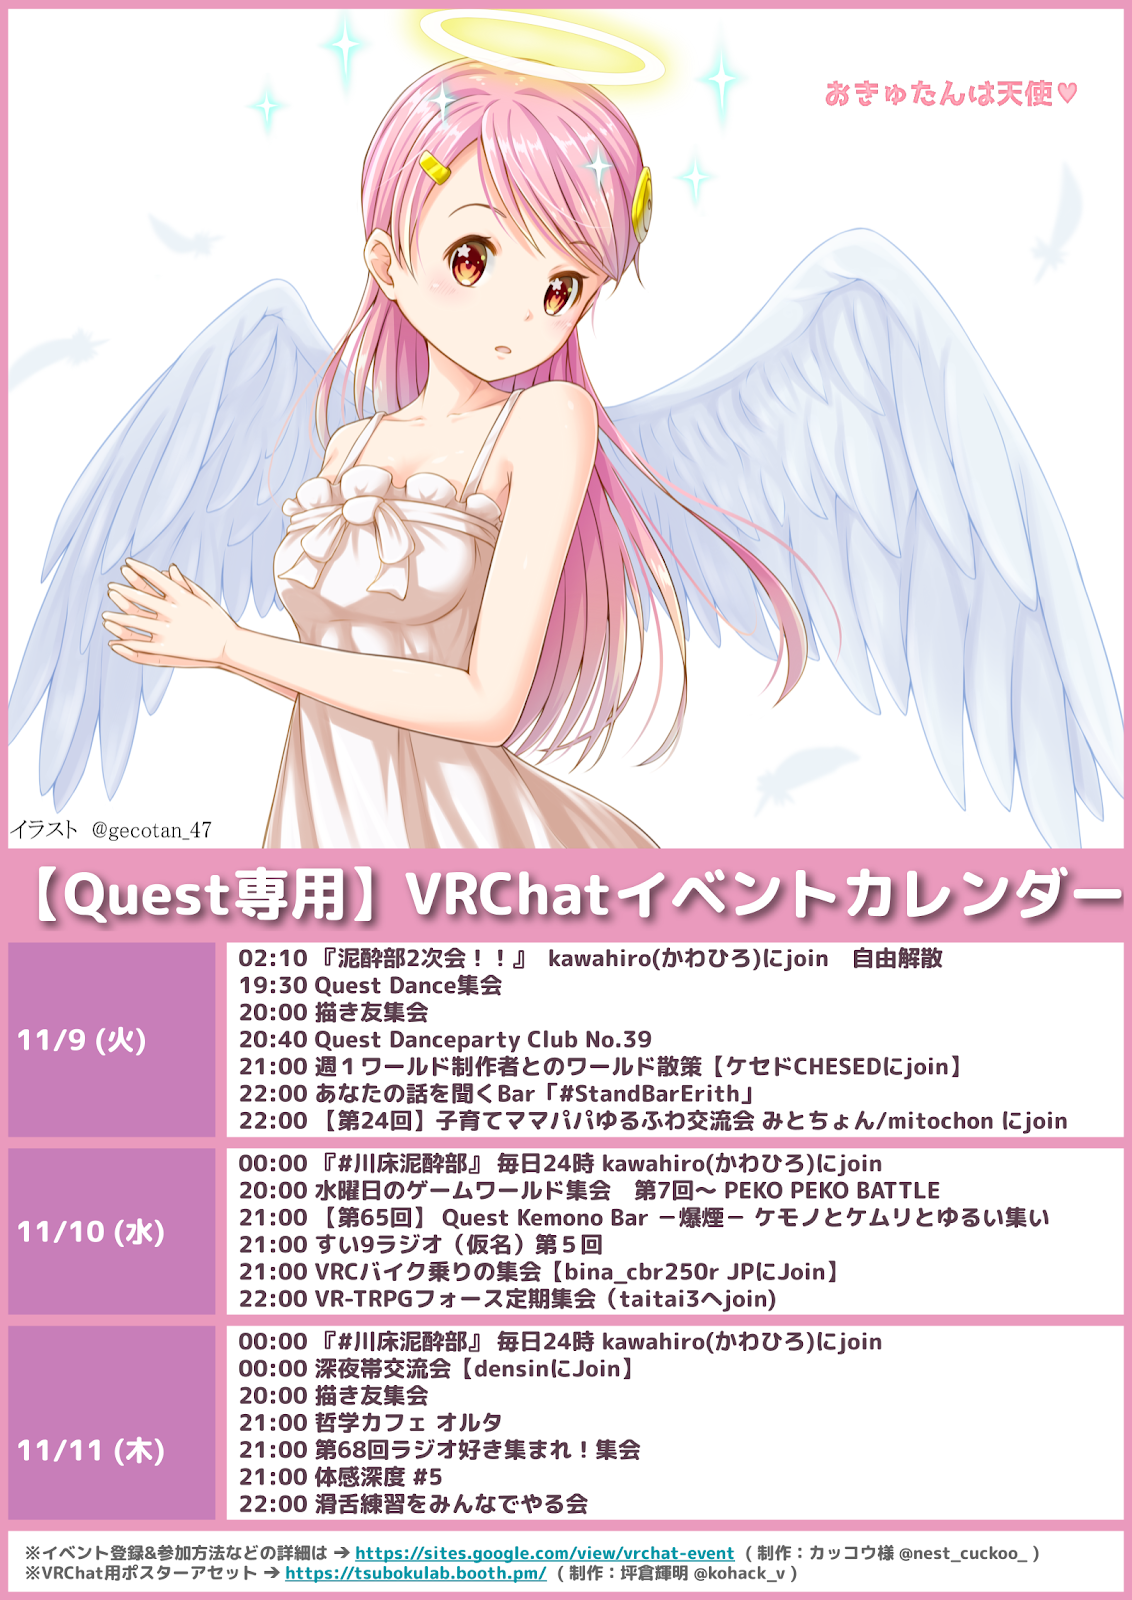 おきゅたんは天使♥
イラスト @gecotan_47
【Quest専用】VRChatイベントカレンダー
11/9 (火)
02:10 『泥酔部2次会！！』 kawahiro(かわひろ)にjoin 自由解散
19:30 Quest Dance集会
20:00 描き友集会
20:40 Quest Danceparty Club No.39
21:00 週１ワールド制作者とのワールド散策【ケセドCHESEDにjoin】
22:00 あなたの話を聞くBar「#StandBarErith」
22:00 【第24回】子育てママパパゆるふわ交流会 みとちょん/mitochon にjoin
11/10 (水)
00:00 『#川床泥酔部』 毎日24時 kawahiro(かわひろ)にjoin
20:00 水曜日のゲームワールド集会 第7回～ PEKO PEKO BATTLE
21:00 【第65回】 Quest Kemono Bar －爆煙－ ケモノとケムリとゆるい集い
21:00 すい9ラジオ（仮名）第５回
21:00 VRCバイク乗りの集会【bina_cbr250r JPにJoin】
22:00 VR-TRPGフォース定期集会（taitai3へjoin)
11/11 (木)
00:00 『#川床泥酔部』 毎日24時 kawahiro(かわひろ)にjoin
00:00 深夜帯交流会【densinにJoin】
20:00 描き友集会
21:00 哲学カフェ オルタ
21:00 第68回ラジオ好き集まれ！集会
21:00 体感深度 #5
22:00 滑舌練習をみんなでやる会
※イベント登録&参加方法などの詳細は → https://sites.google.com/view/vrchat-event ( 制作：カッコウ様 @nest_cuckoo_ )
※VRChat用ポスターアセット → https://tsubokulab.booth.pm/ ( 制作：坪倉輝明 @kohack_v )